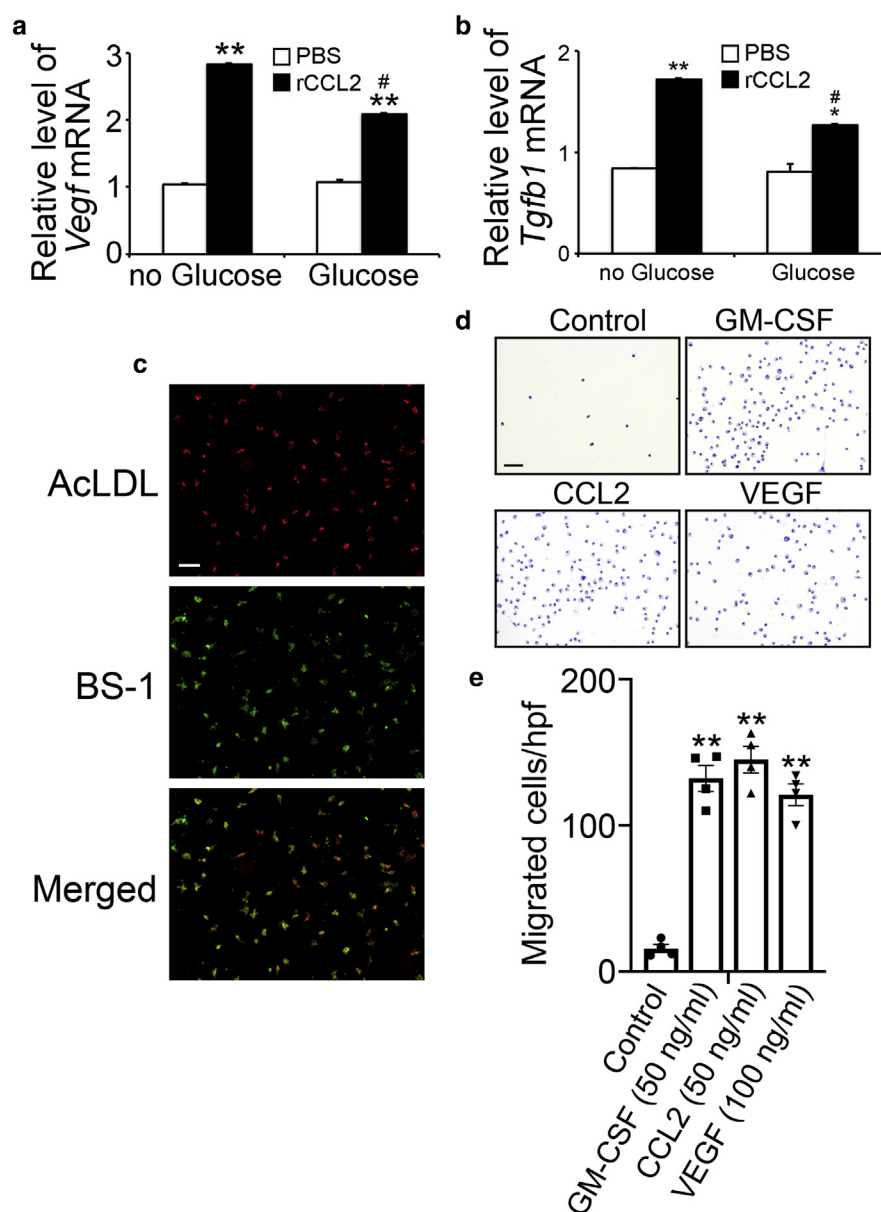 a
Relative level of
Vegf mRNA
3
2
1
0
**
#
**
PBS
rCCL2
no Glucose
Glucose
b
Relative level of
Tgfb1 mRNA
2
1
0
**
#
*
PBS
rCCL2
no Glucose
Glucose
c
AcLDL
BS-1
Merged
d
Control
GM-CSF
CCL2
VEGF
e
Migrated cells/hpf
200
100
0
**
**
**
Control
GM-CSF (50 ng/ml)
CCL2 (50 ng/ml)
VEGF (100 ng/ml)